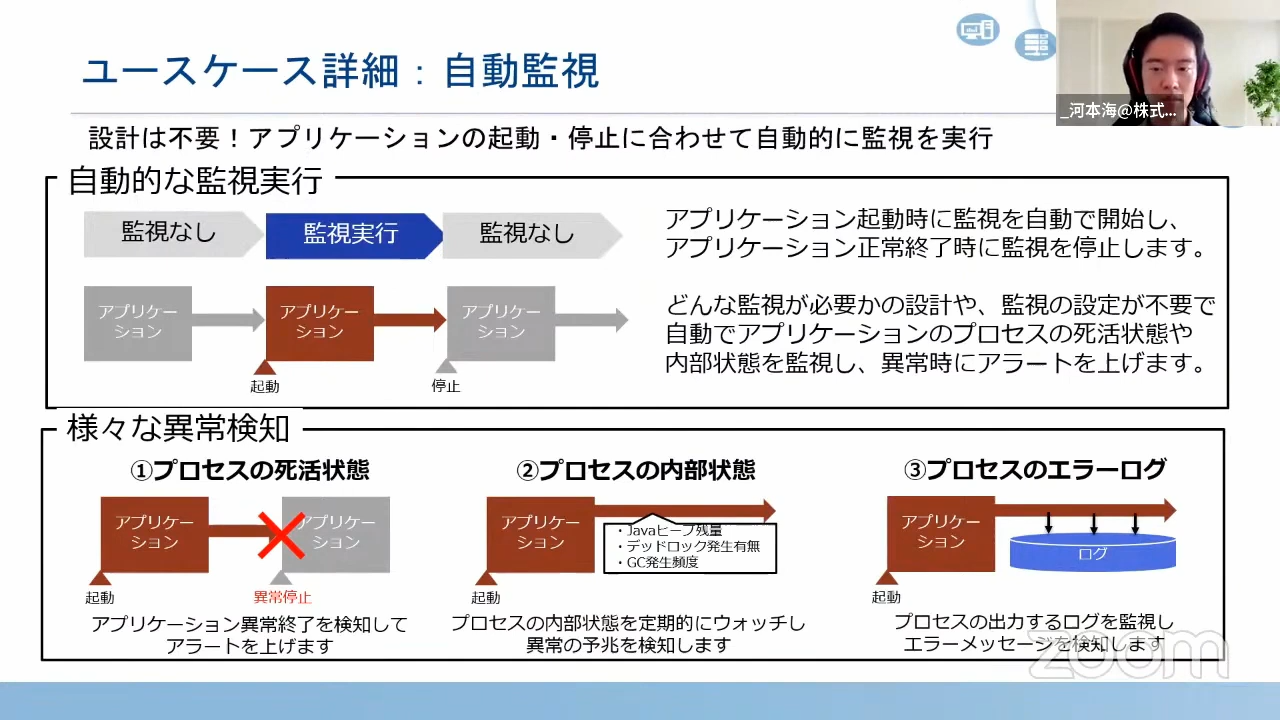 ユースケース詳細：自動監視
_河本海@株式...
設計は不要！アプリケーションの起動・停止に合わせて自動的に監視を実行
自動的な監視実行
監視なし
監視実行
監視なし
アプリケー
ション
アプリケー
ション
アプリケー
ション
起動
停止
アプリケーション起動時に監視を自動で開始し、
アプリケーション正常終了時に監視を停止します。
どんな監視が必要かの設計や、監視の設定が不要で
自動でアプリケーションのプロセスの死活状態や
内部状態を監視し、異常時にアラートを上げます。
様々な異常検知
①プロセスの死活状態
アプリケー
ション
アプリケー
ション
起動
異常停止
アプリケーション異常終了を検知して
アラートを上げます
②プロセスの内部状態
アプリケー
ション
・Javaヒープ残量
・デッドロック発生有無
・GC発生頻度
起動
プロセスの内部状態を定期的にウォッチし
異常の予兆を検知します
③プロセスのエラーログ
アプリケー
ション
ログ
起動
プロセスの出力するログを監視し
エラーメッセージを検知します
zoom